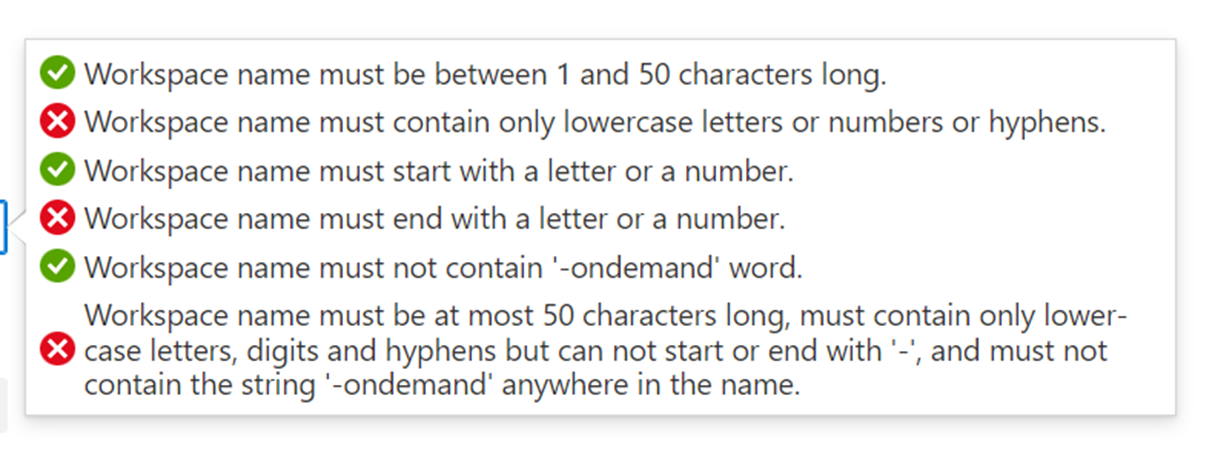 Workspace name must be between 1 and 50 characters long.
Workspace name must contain only lowercase letters or numbers or hyphens.
Workspace name must start with a letter or a number.
Workspace name must end with a letter or a number.
Workspace name must not contain '-ondemand' word.
Workspace name must be at most 50 characters long, must contain only lower-
case letters, digits and hyphens but can not start or end with '-', and must not
contain the string '-ondemand' anywhere in the name.